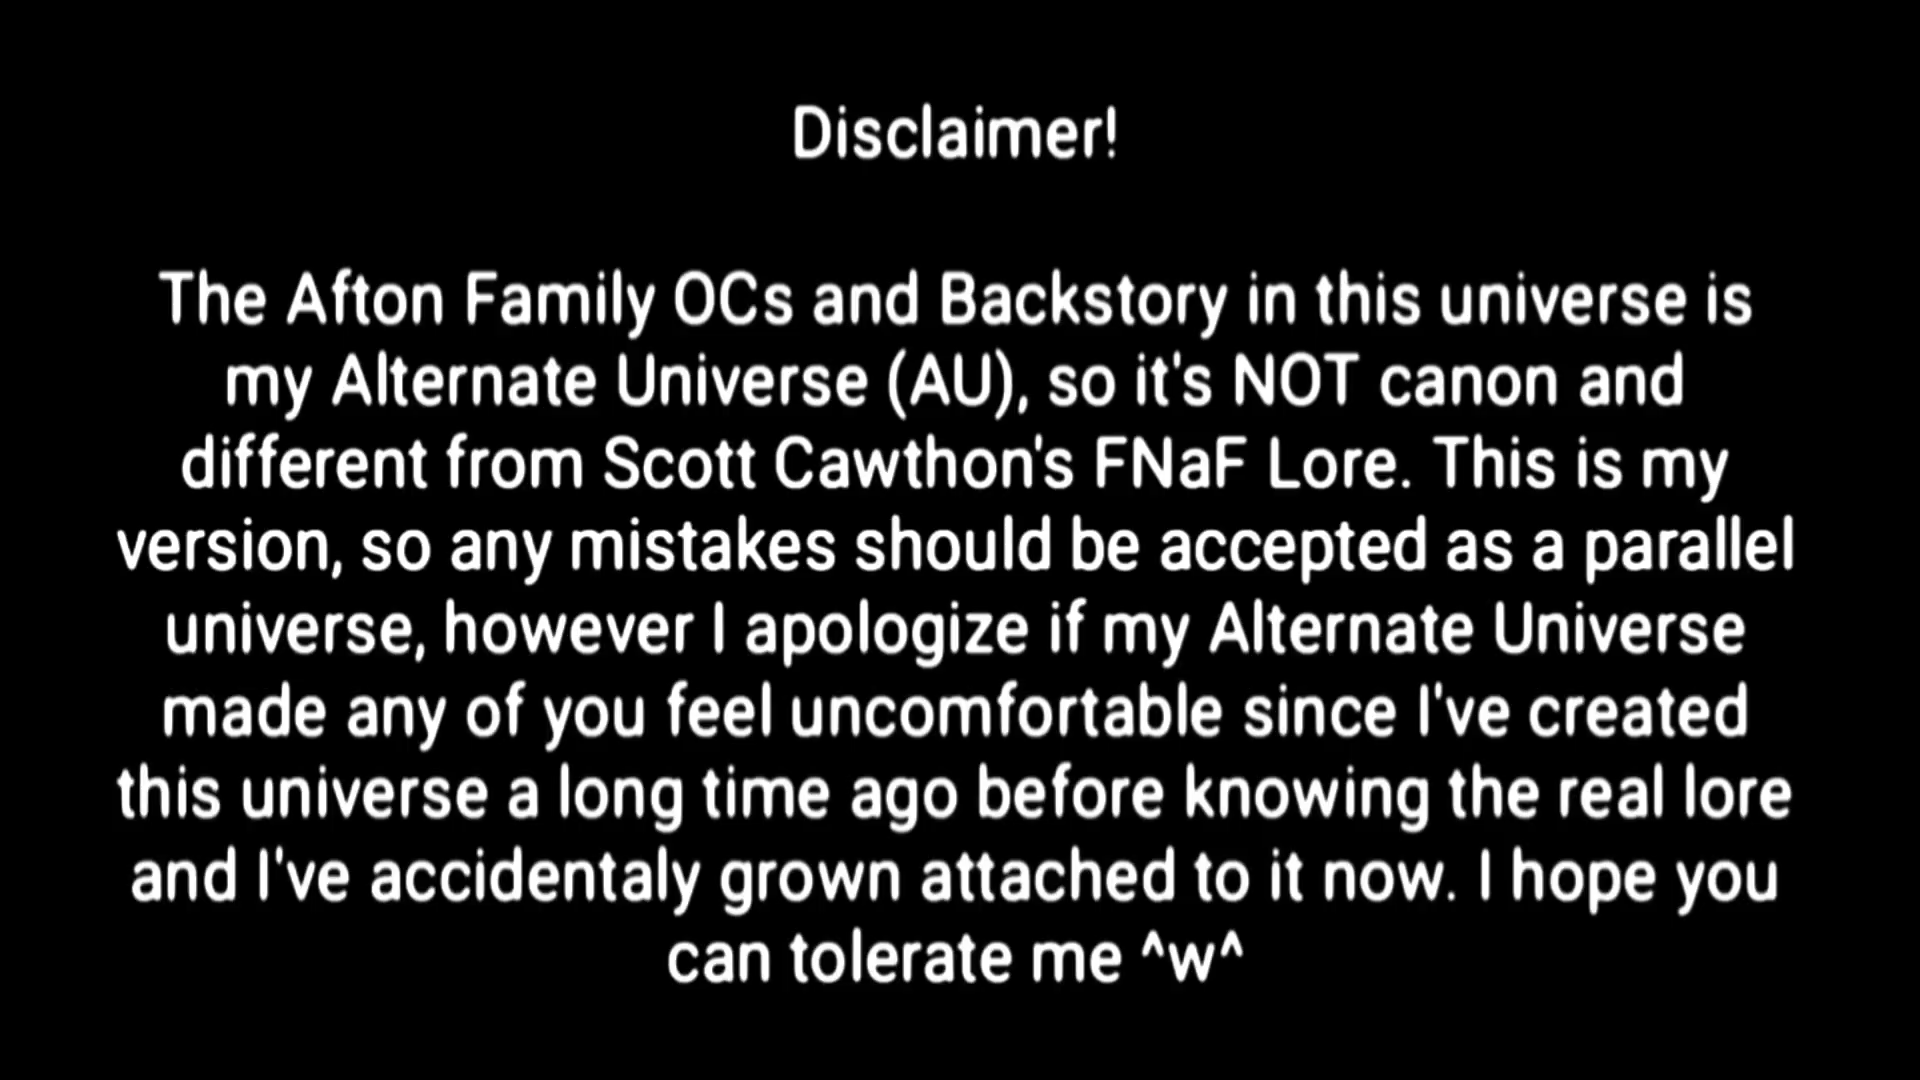 Disclaimer!
The Afton Family OCs and Backstory in this universe is
my Alternate Universe (AU), so it's NOT canon and
different from Scott Cawthon's FNaF Lore. This is my
version, so any mistakes should be accepted as a parallel
universe, however I apologize if my Alternate Universe
made any of you feel uncomfortable since I've created
this universe a long time ago before knowing the real lore
and I've accidentaly grown attached to it now. I hope you
can tolerate me ^w^